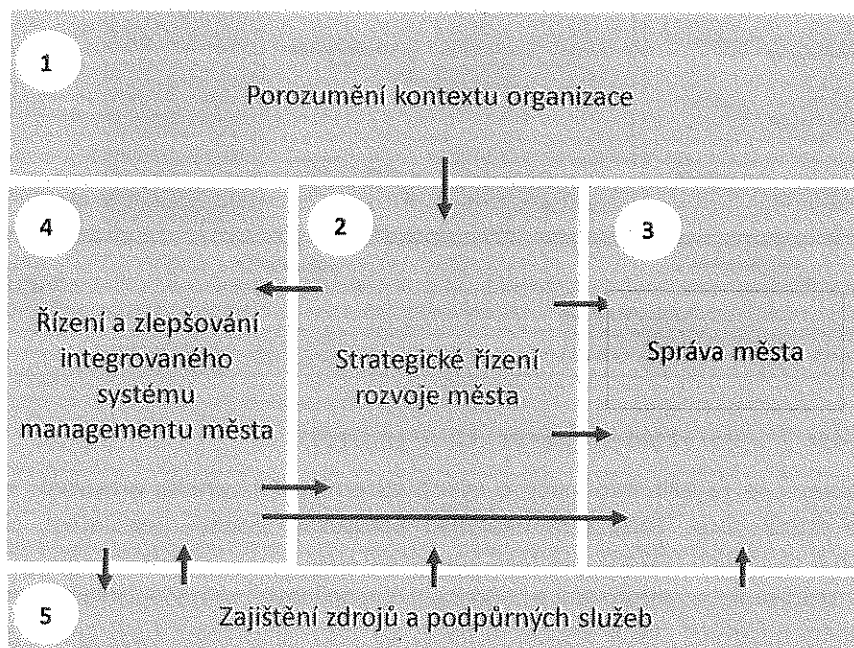 1
Porozumění kontextu organizace
4
Řízení a zlepšování
integrovaného
systému
managementu města
2
Strategické řízení
rozvoje města
3
Správa města
5
Zajištění zdrojů a podpůrných služeb